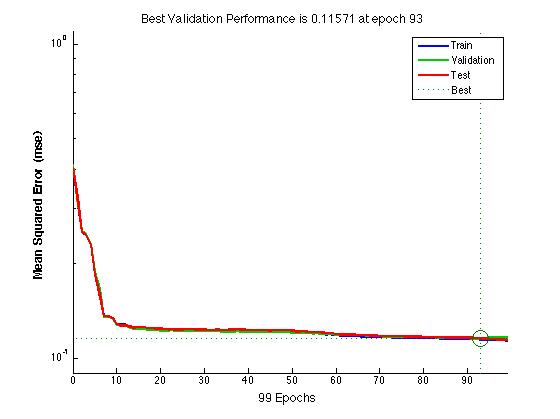 Best Validation Performance is 0.11571 at epoch 93
Mean Squared Error (mse)
10^0
10^-1
Train
Validation
Test
Best
0 10 20 30 40 50 60 70 80 90
99 Epochs